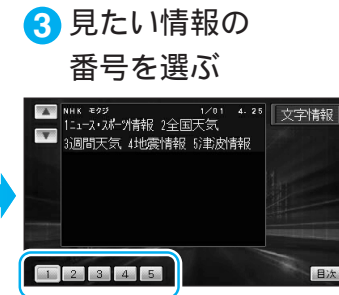 3 見たい情報の
番号を選ぶ
NHK モタジ 1/01 4.25
文字情報
1ニュース・スポーツ情報 2全国天気
3週間天気 4地震情報 5津波情報
1 2 3 4 5
目次